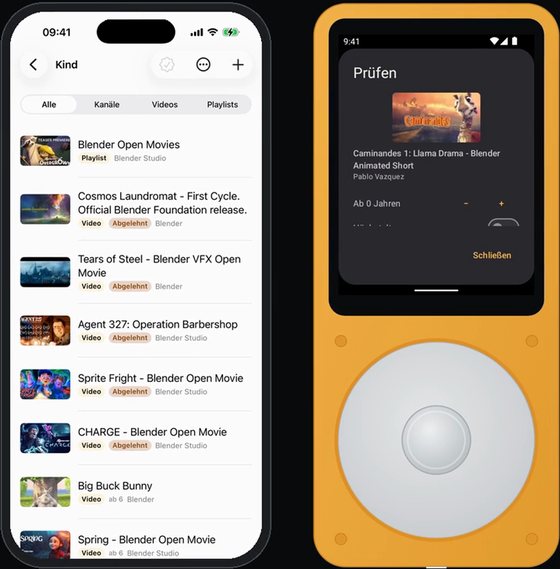 09:41
Kind
Alle Kanäle Videos Playlists
Blender Open Movies
Playlist Blender Studio
Cosmos Laundromat - First Cycle.
Official Blender Foundation release.
Video Abgelehnt Blender
Tears of Steel - Blender VFX Open
Movie
Video Abgelehnt Blender
Agent 327: Operation Barbershop
Video Abgelehnt Blender Studio
Sprite Fright - Blender Open Movie
Video Abgelehnt Blender Studio
CHARGE - Blender Open Movie
Video Abgelehnt Blender Studio
CHARGE
Big Buck Bunny
Video ab 6 Blender
SPRING
Spring - Blender Open Movie
Video ab 6 Blender Studio
9:41
Prüfen
Caminandes
Caminandes 1: Llama Drama - Blender
Animated Short
Pablo Vazquez
Ab 0 Jahren - +
Schließen